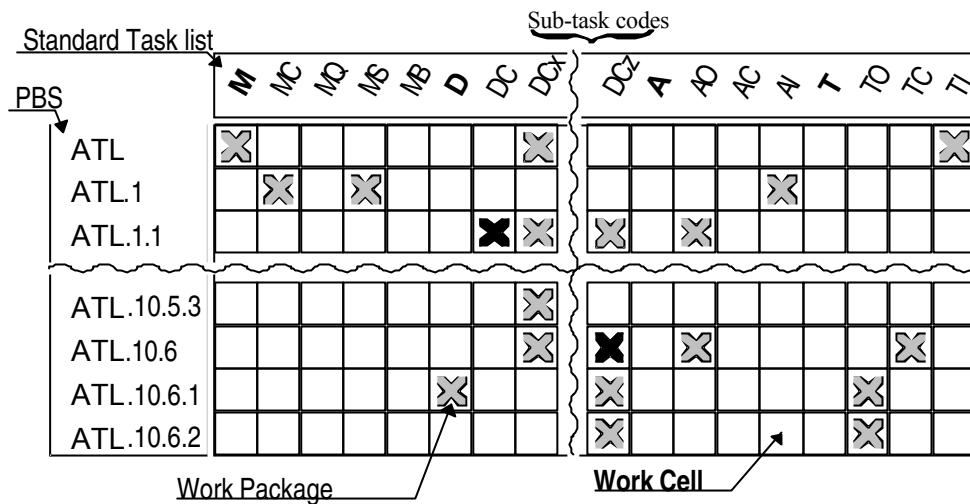 Sub-task codes
Standard Task list
M MC MQ MS MB D DC DCx DCz A AO AC AI T TO TC TI
PBS
ATL
ATL.1
ATL.1.1
ATL.10.5.3
ATL.10.6
ATL.10.6.1
ATL.10.6.2
Work Package
Work Cell